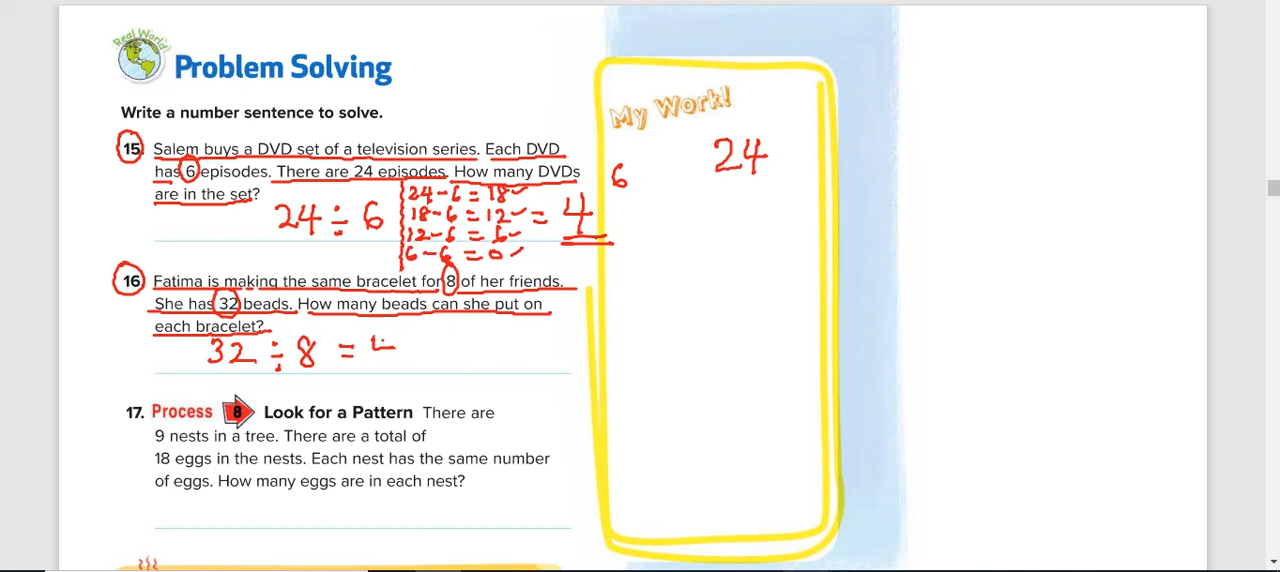 Real World!
Problem Solving
Write a number sentence to solve.
My Work!
24
6
15. Salem buys a DVD set of a television series. Each DVD
has 6 episodes. There are 24 episodes. How many DVDs
are in the set?
24 ÷ 6
24 - 6 = 18
18 - 6 = 12
12 - 6 = 6
6 - 6 = 0
= 4
16. Fatima is making the same bracelet for 8 of her friends.
She has 32 beads. How many beads can she put on
each bracelet?
32 ÷ 8 =
17. Process 8 Look for a Pattern There are
9 nests in a tree. There are a total of
18 eggs in the nests. Each nest has the same number
of eggs. How many eggs are in each nest?